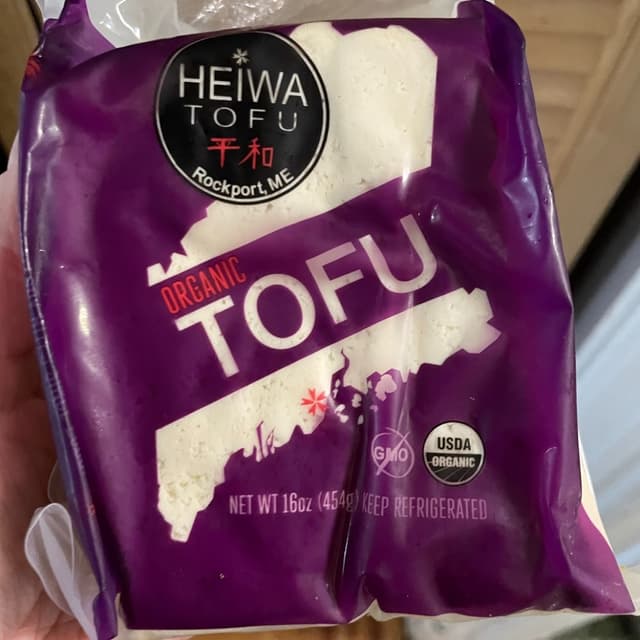 HEIWA
TOFU
平和
Rockport, ME
ORGANIC
TOFU
GMO
USDA
ORGANIC
NET WT 16oz (454g) KEEP REFRIGERATED